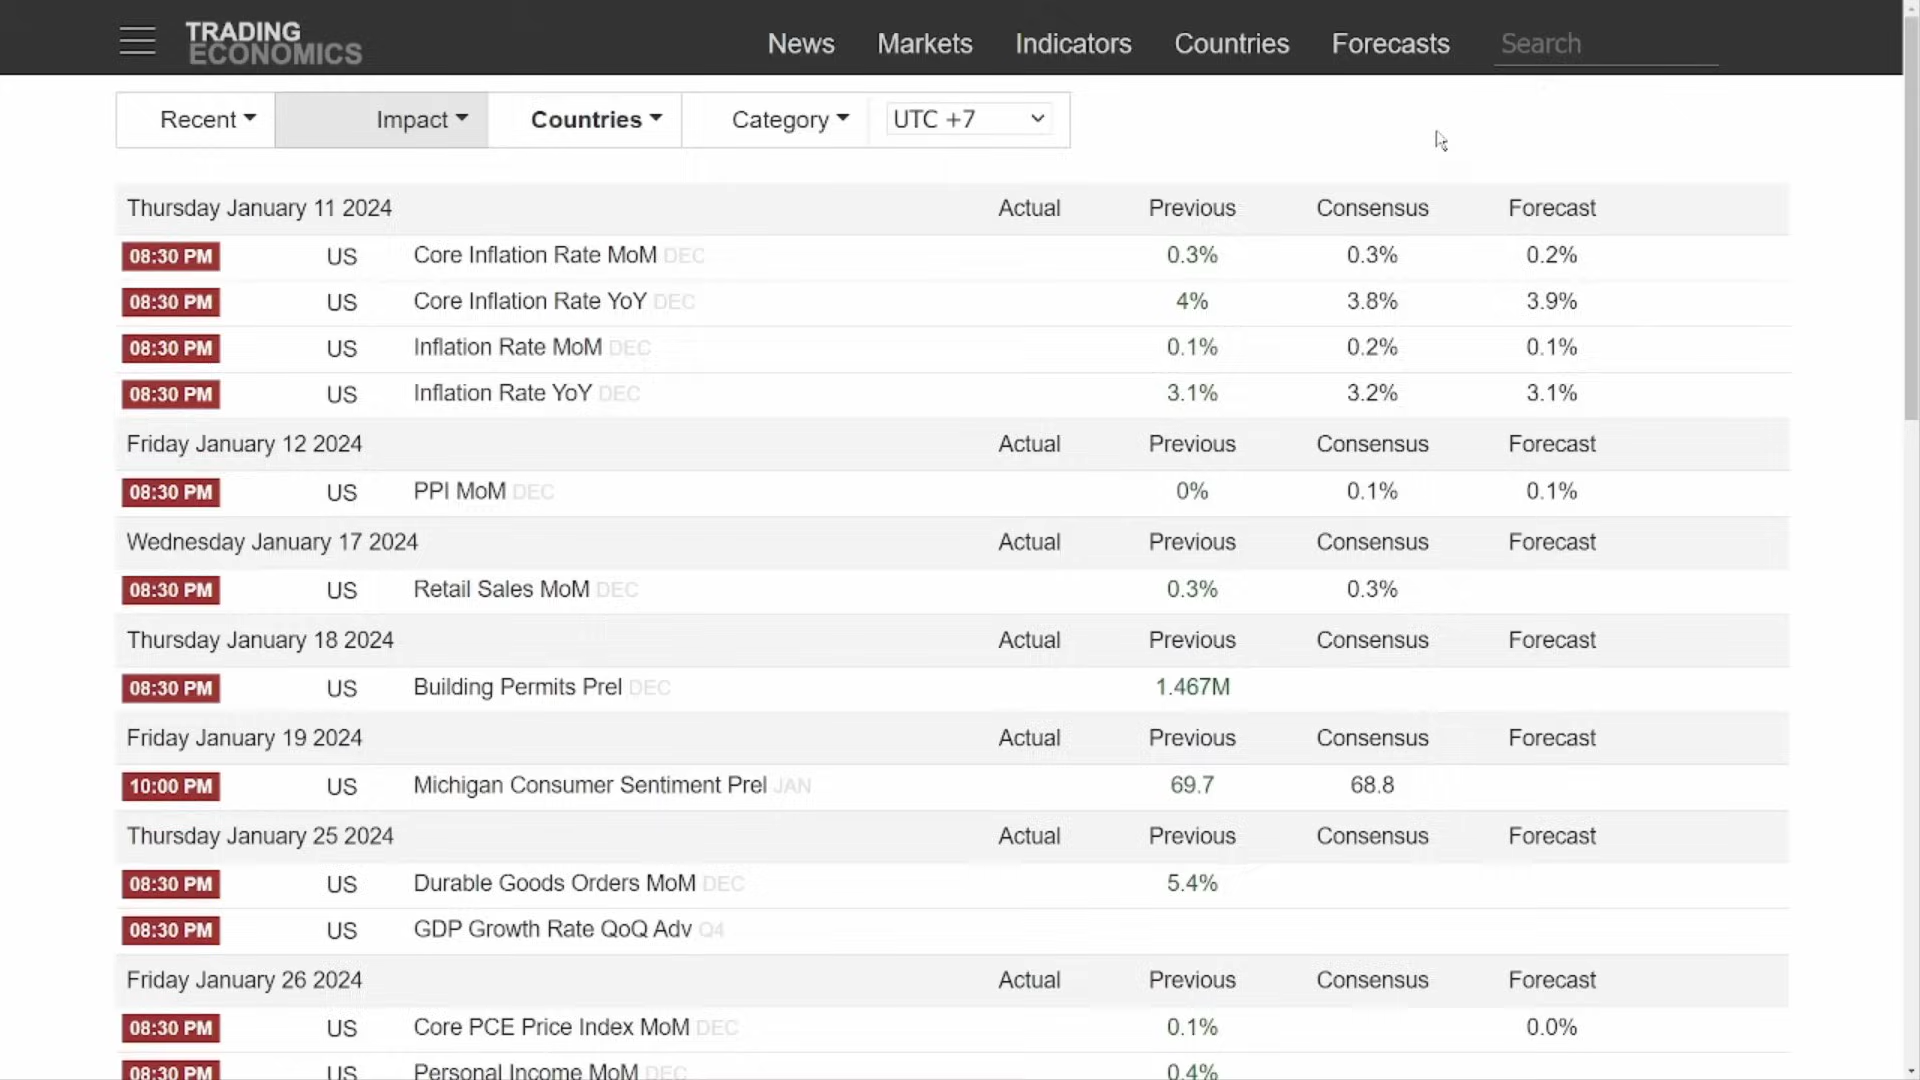 TRADING
ECONOMICS
News Markets Indicators Countries Forecasts Search
Recent Impact Countries Category UTC +7
Thursday January 11 2024 Actual Previous Consensus Forecast
08:30 PM US Core Inflation Rate MoM DEC 0.3% 0.3% 0.2%
08:30 PM US Core Inflation Rate YoY DEC 4% 3.8% 3.9%
08:30 PM US Inflation Rate MoM DEC 0.1% 0.2% 0.1%
08:30 PM US Inflation Rate YoY DEC 3.1% 3.2% 3.1%
Friday January 12 2024 Actual Previous Consensus Forecast
08:30 PM US PPI MoM DEC 0% 0.1% 0.1%
Wednesday January 17 2024 Actual Previous Consensus Forecast
08:30 PM US Retail Sales MoM DEC 0.3% 0.3%
Thursday January 18 2024 Actual Previous Consensus Forecast
08:30 PM US Building Permits Prel DEC 1.467M
Friday January 19 2024 Actual Previous Consensus Forecast
10:00 PM US Michigan Consumer Sentiment Prel JAN 69.7 68.8
Thursday January 25 2024 Actual Previous Consensus Forecast
08:30 PM US Durable Goods Orders MoM DEC 5.4%
08:30 PM US GDP Growth Rate QoQ Adv Q4
Friday January 26 2024 Actual Previous Consensus Forecast
08:30 PM US Core PCE Price Index MoM DEC 0.1% 0.0%
08:30 PM US Personal Income MoM DEC 0.4%